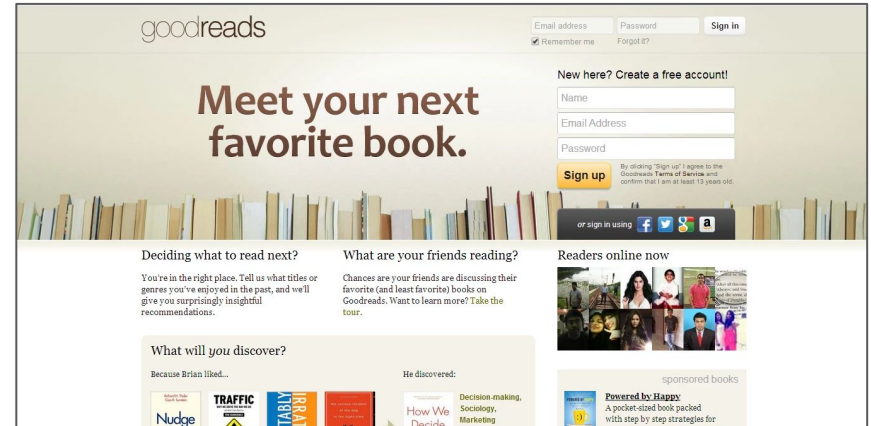 goodreads
Email address
Password
Sign in
Remember me
Forgot it?
Meet your next
favorite book.
New here? Create a free account!
Name
Email Address
Password
Sign up
By clicking "Sign up" I agree to the
Goodreads Terms of Service and
confirm that I am at least 13 years old.
or sign in using
Deciding what to read next?
You're in the right place. Tell us what titles or
genres you've enjoyed in the past, and we'll
give you surprisingly insightful
recommendations.
What are your friends reading?
Chances are your friends are discussing their
favorite (and least favorite) books on
Goodreads. Want to learn more? Take the
tour.
Readers online now
What will you discover?
Because Brian liked...
Nudge
TRAFFIC
He discovered:
How We
Decide
Decision-making,
Sociology,
Marketing
sponsored books
Powered by Happy
A pocket-sized book packed
with step by step strategies for